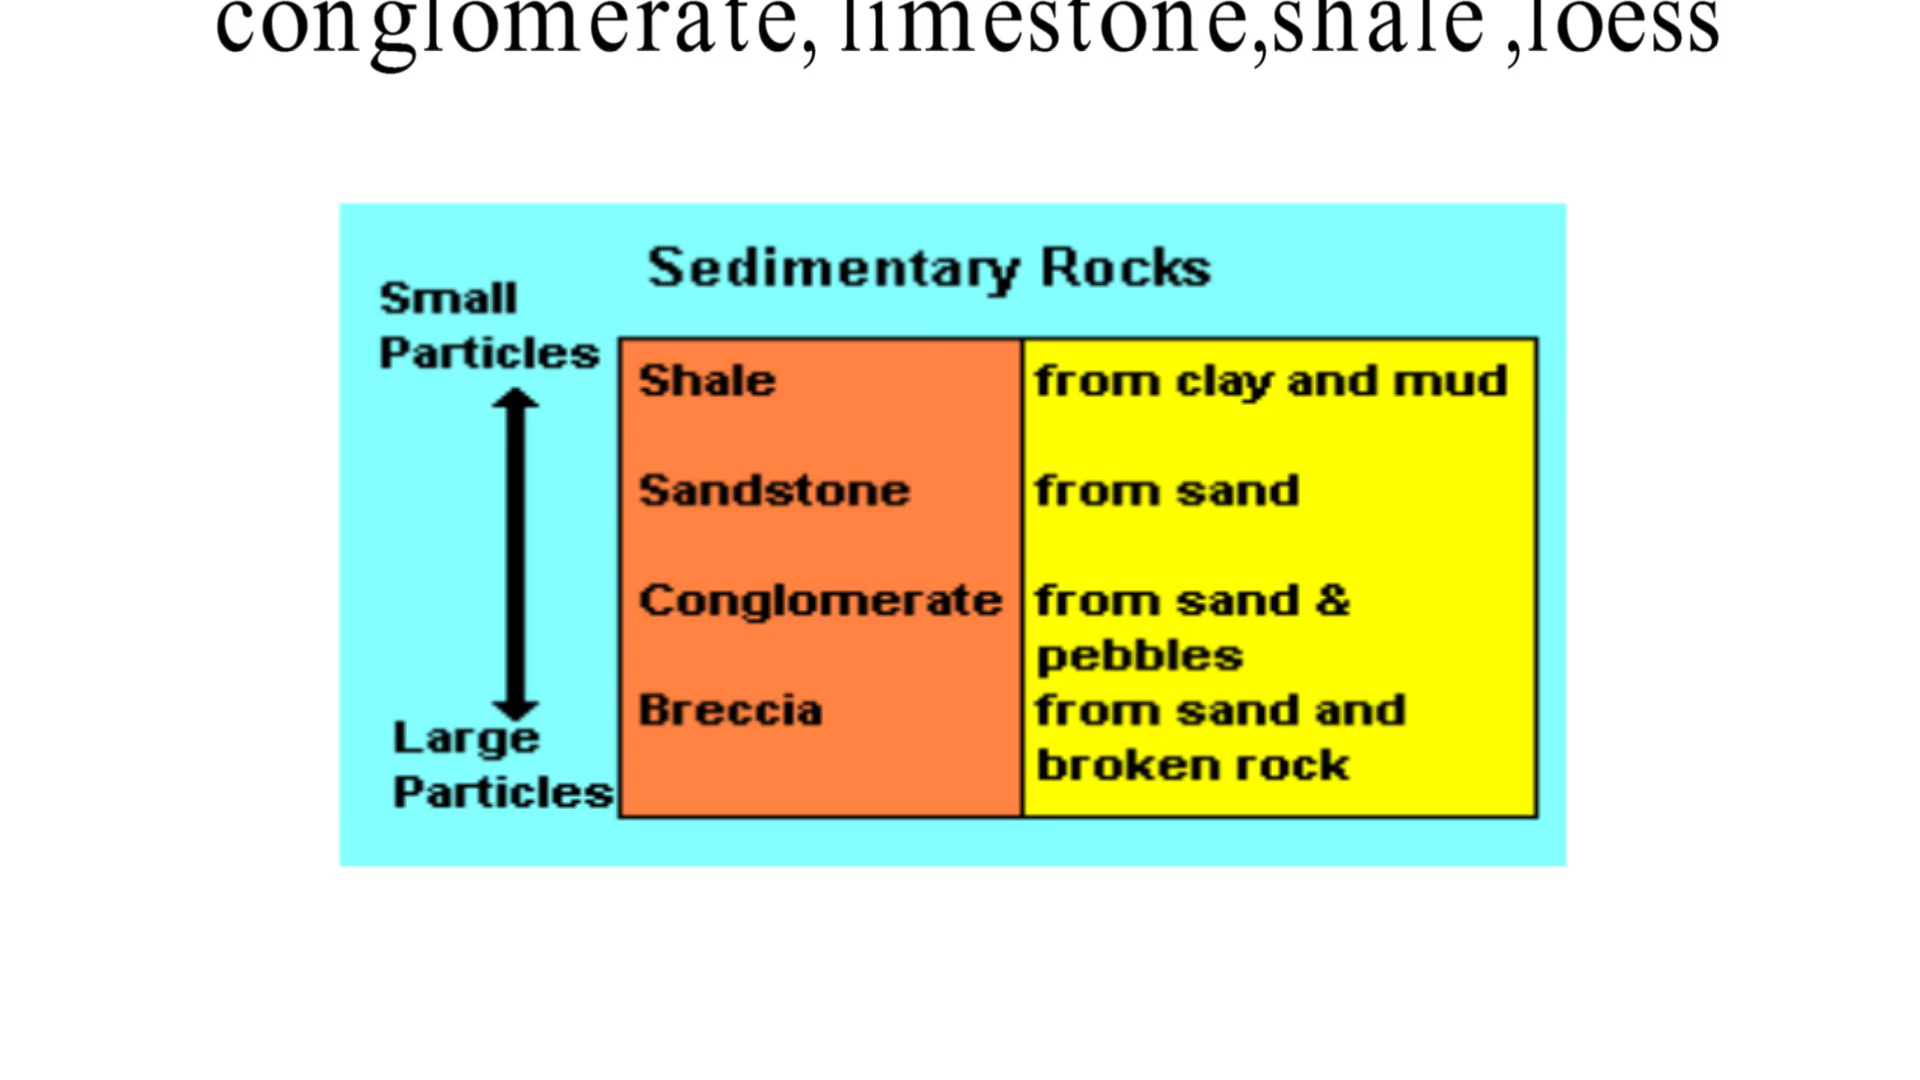 conglomerate, limestone,shale ,loess
Sedimentary Rocks
Small
Particles
Shale from clay and mud
Sandstone from sand
Conglomerate from sand &
pebbles
Breccia from sand and
broken rock
Large
Particles